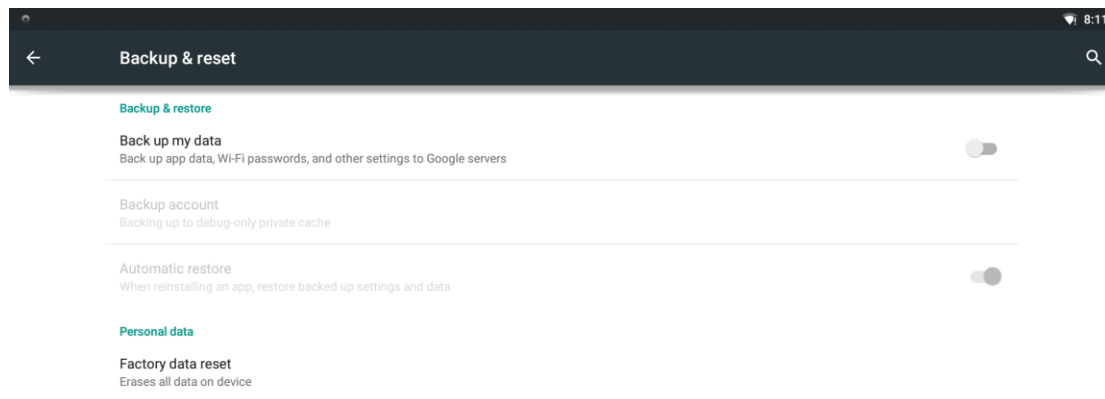 8:11
Backup & reset
Backup & restore
Back up my data
Back up app data, Wi-Fi passwords, and other settings to Google servers
Backup account
Backing up to debug-only private cache
Automatic restore
When reinstalling an app, restore backed up settings and data
Personal data
Factory data reset
Erases all data on device